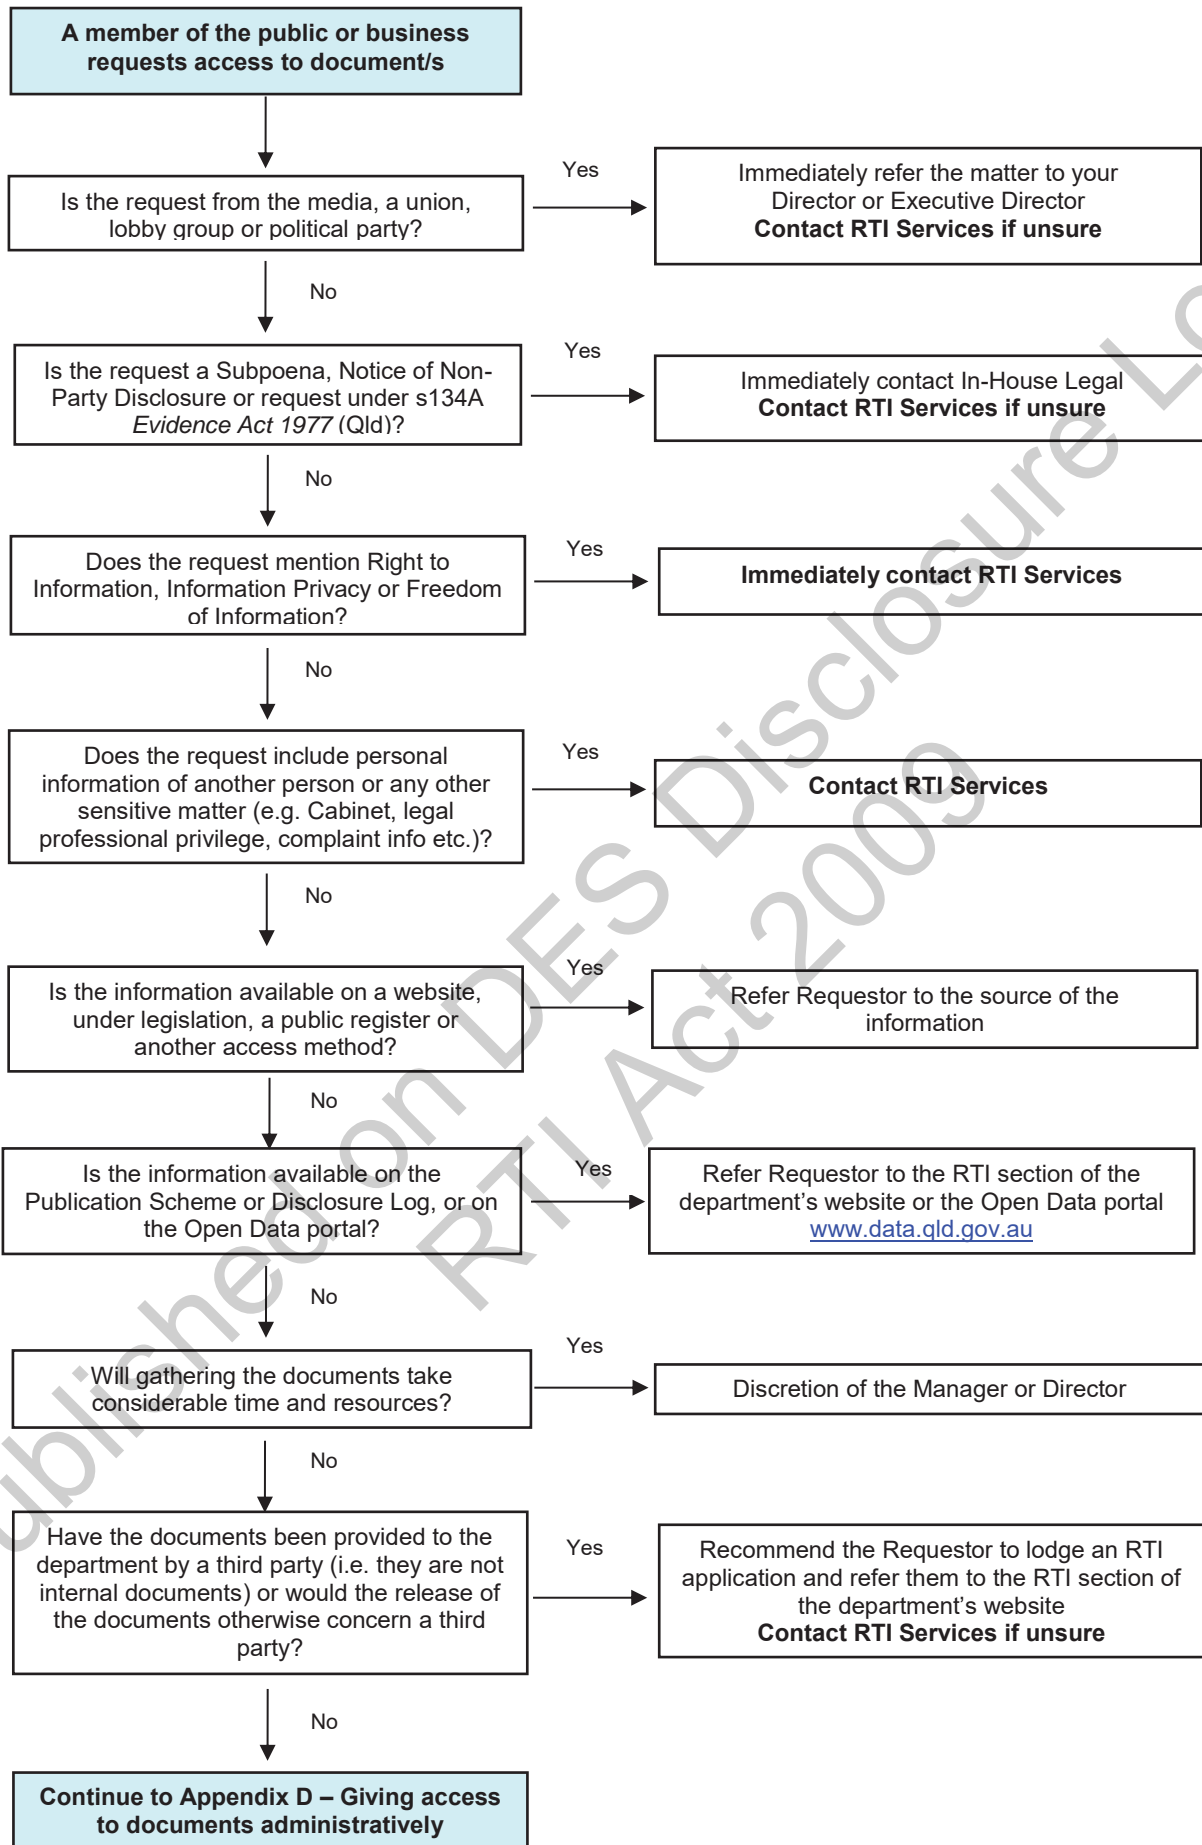 A member of the public or business
requests access to document/s
Is the request from the media, a union,
lobby group or political party?
Yes
Immediately refer the matter to your
Director or Executive Director
Contact RTI Services if unsure
No
Is the request a Subpoena, Notice of Non-
Party Disclosure or request under s134A
Evidence Act 1977 (Qld)?
Yes
Immediately contact In-House Legal
Contact RTI Services if unsure
No
Does the request mention Right to
Information, Information Privacy or Freedom
of Information?
Yes
Immediately contact RTI Services
No
Does the request include personal
information of another person or any other
sensitive matter (e.g. Cabinet, legal
professional privilege, complaint info etc.)?
Yes
Contact RTI Services
No
Is the information available on a website,
under legislation, a public register or
another access method?
Yes
Refer Requestor to the source of the
information
No
Is the information available on the
Publication Scheme or Disclosure Log, or on
the Open Data portal?
Yes
Refer Requestor to the RTI section of the
department's website or the Open Data portal
www.data.qld.gov.au
No
Will gathering the documents take
considerable time and resources?
Yes
Discretion of the Manager or Director
No
Have the documents been provided to the
department by a third party (i.e. they are not
internal documents) or would the release of
the documents otherwise concern a third
party?
Yes
Recommend the Requestor to lodge an RTI
application and refer them to the RTI section of
the department's website
Contact RTI Services if unsure
No
Continue to Appendix D – Giving access
to documents administratively
on DES Disclosure
RTI Act 2009